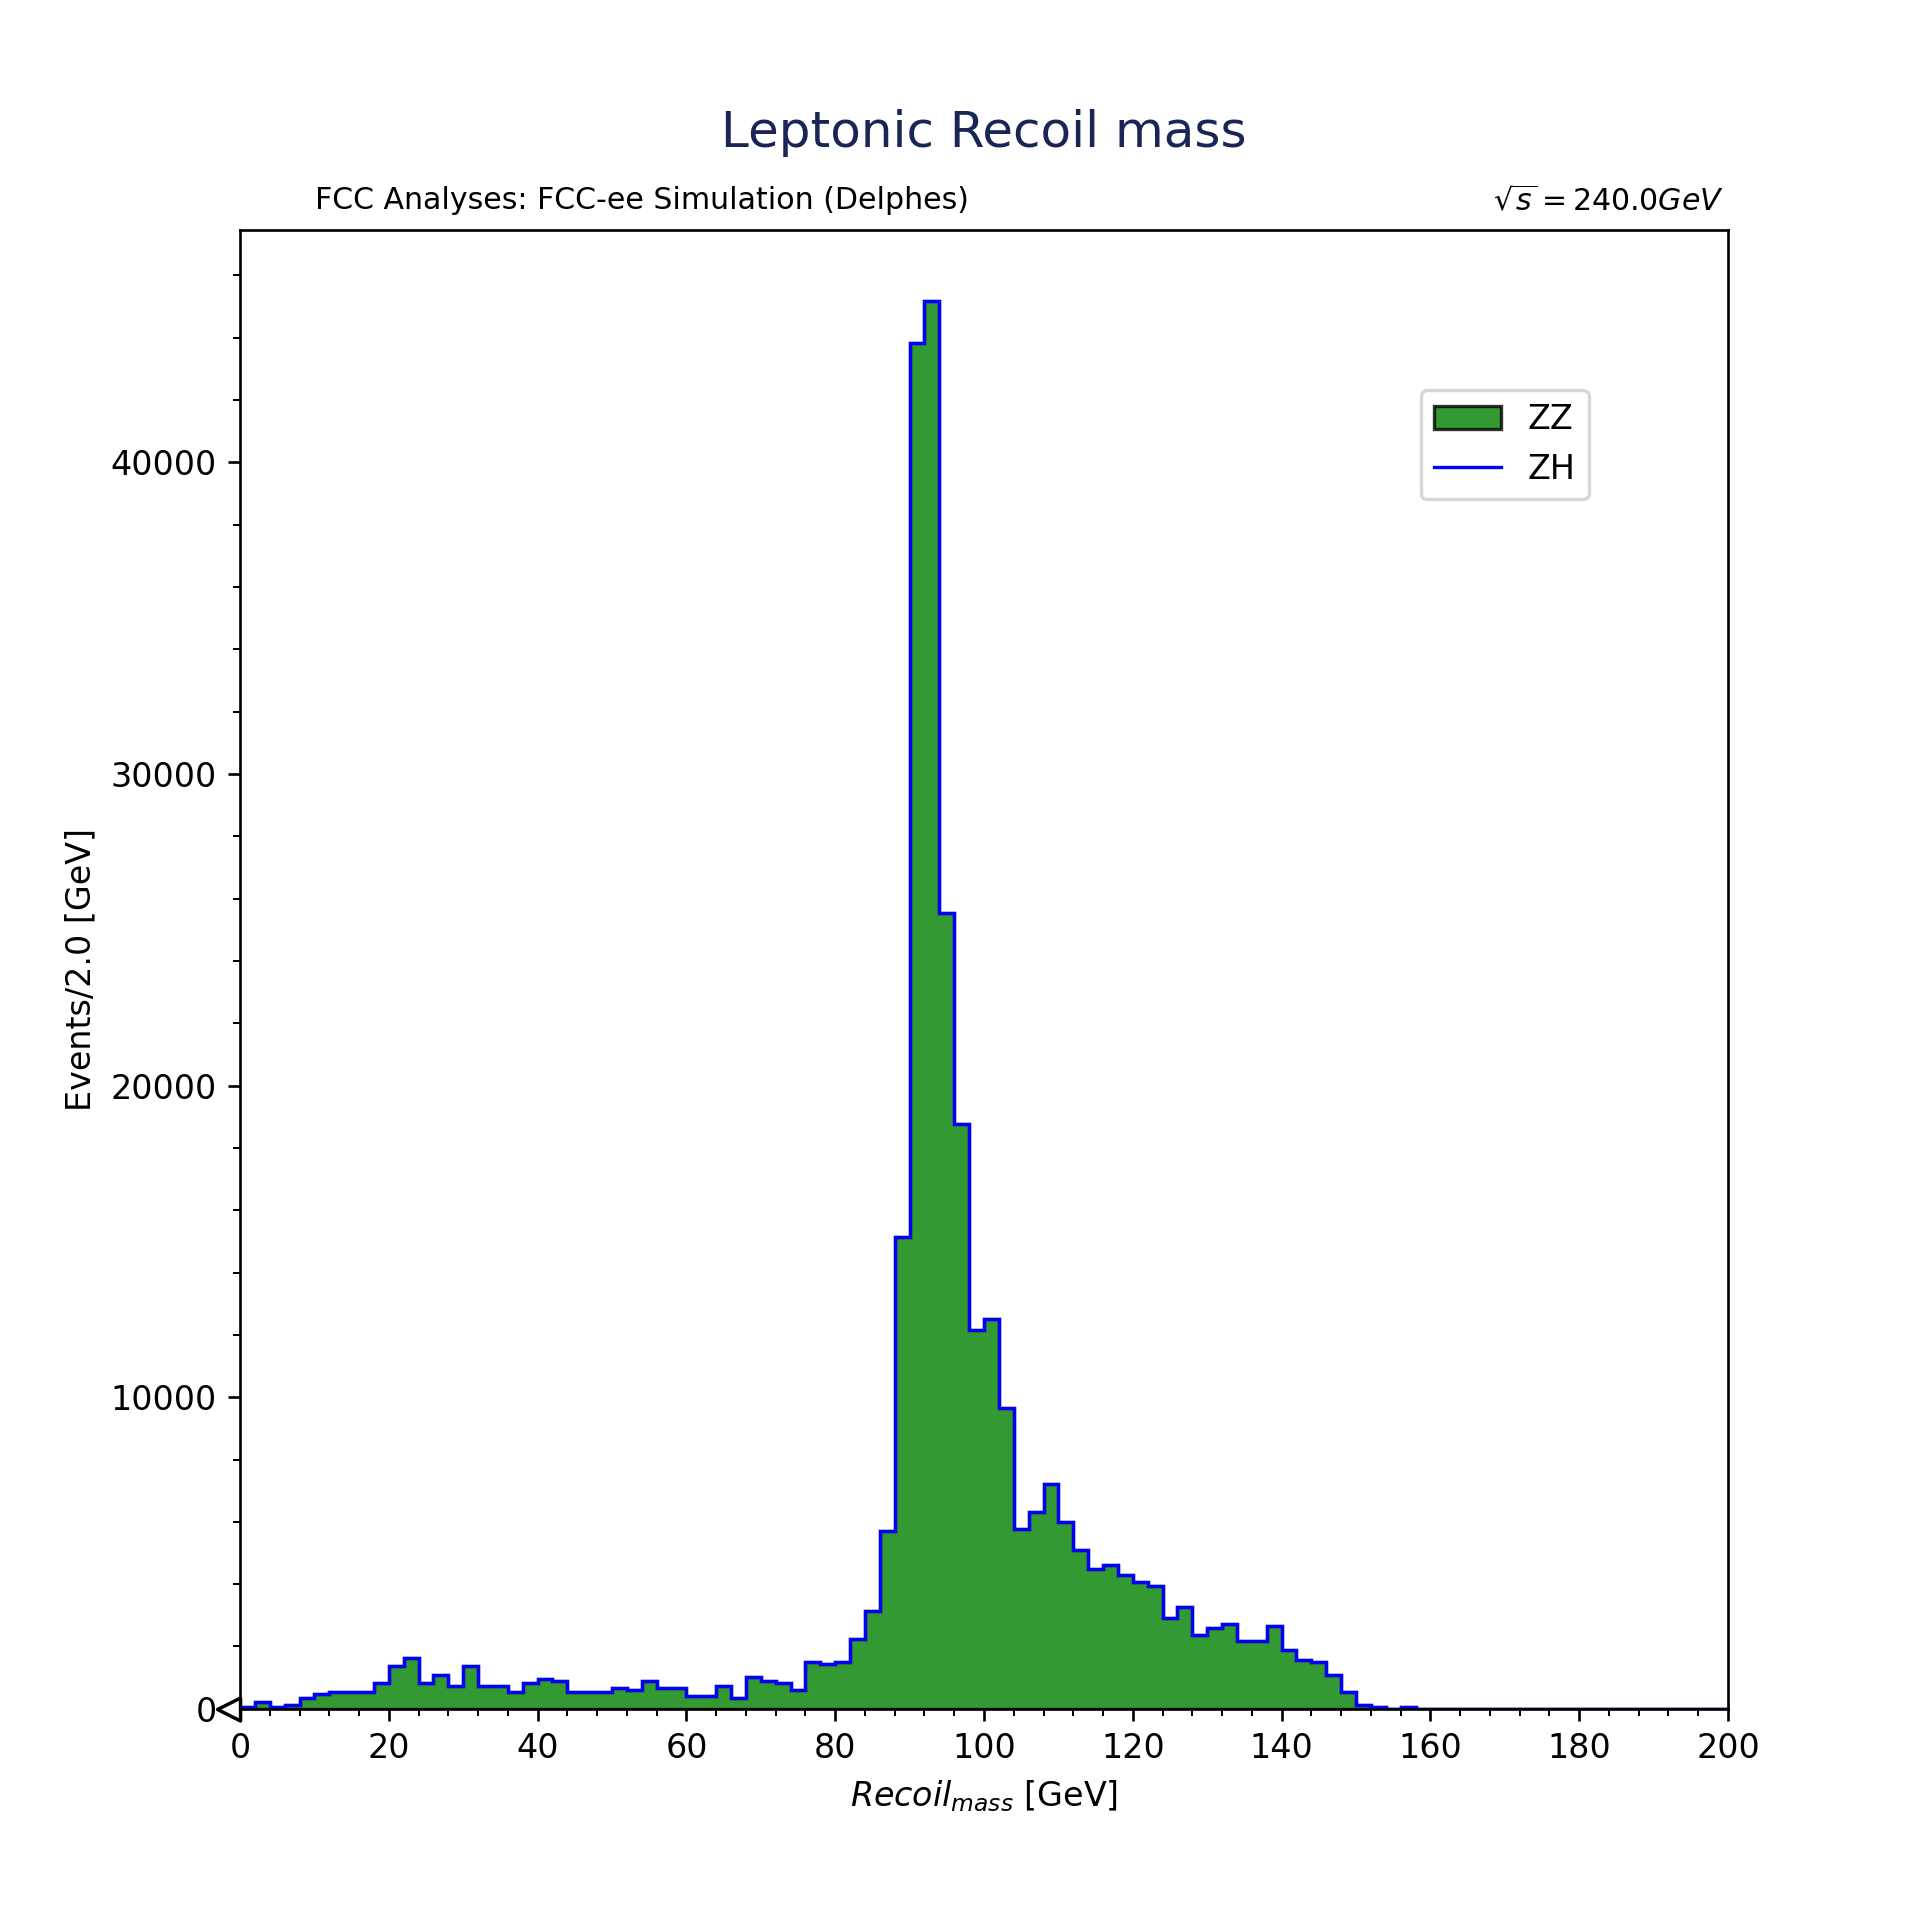 Leptonic Recoil mass
FCC Analyses: FCC-ee Simulation (Delphes)
√s = 240.0GeV
ZZ
ZH
40000
30000
20000
10000
0
Events/2.0 [GeV]
0 20 40 60 80 100 120 140 160 180 200
Recoil_mass [GeV]